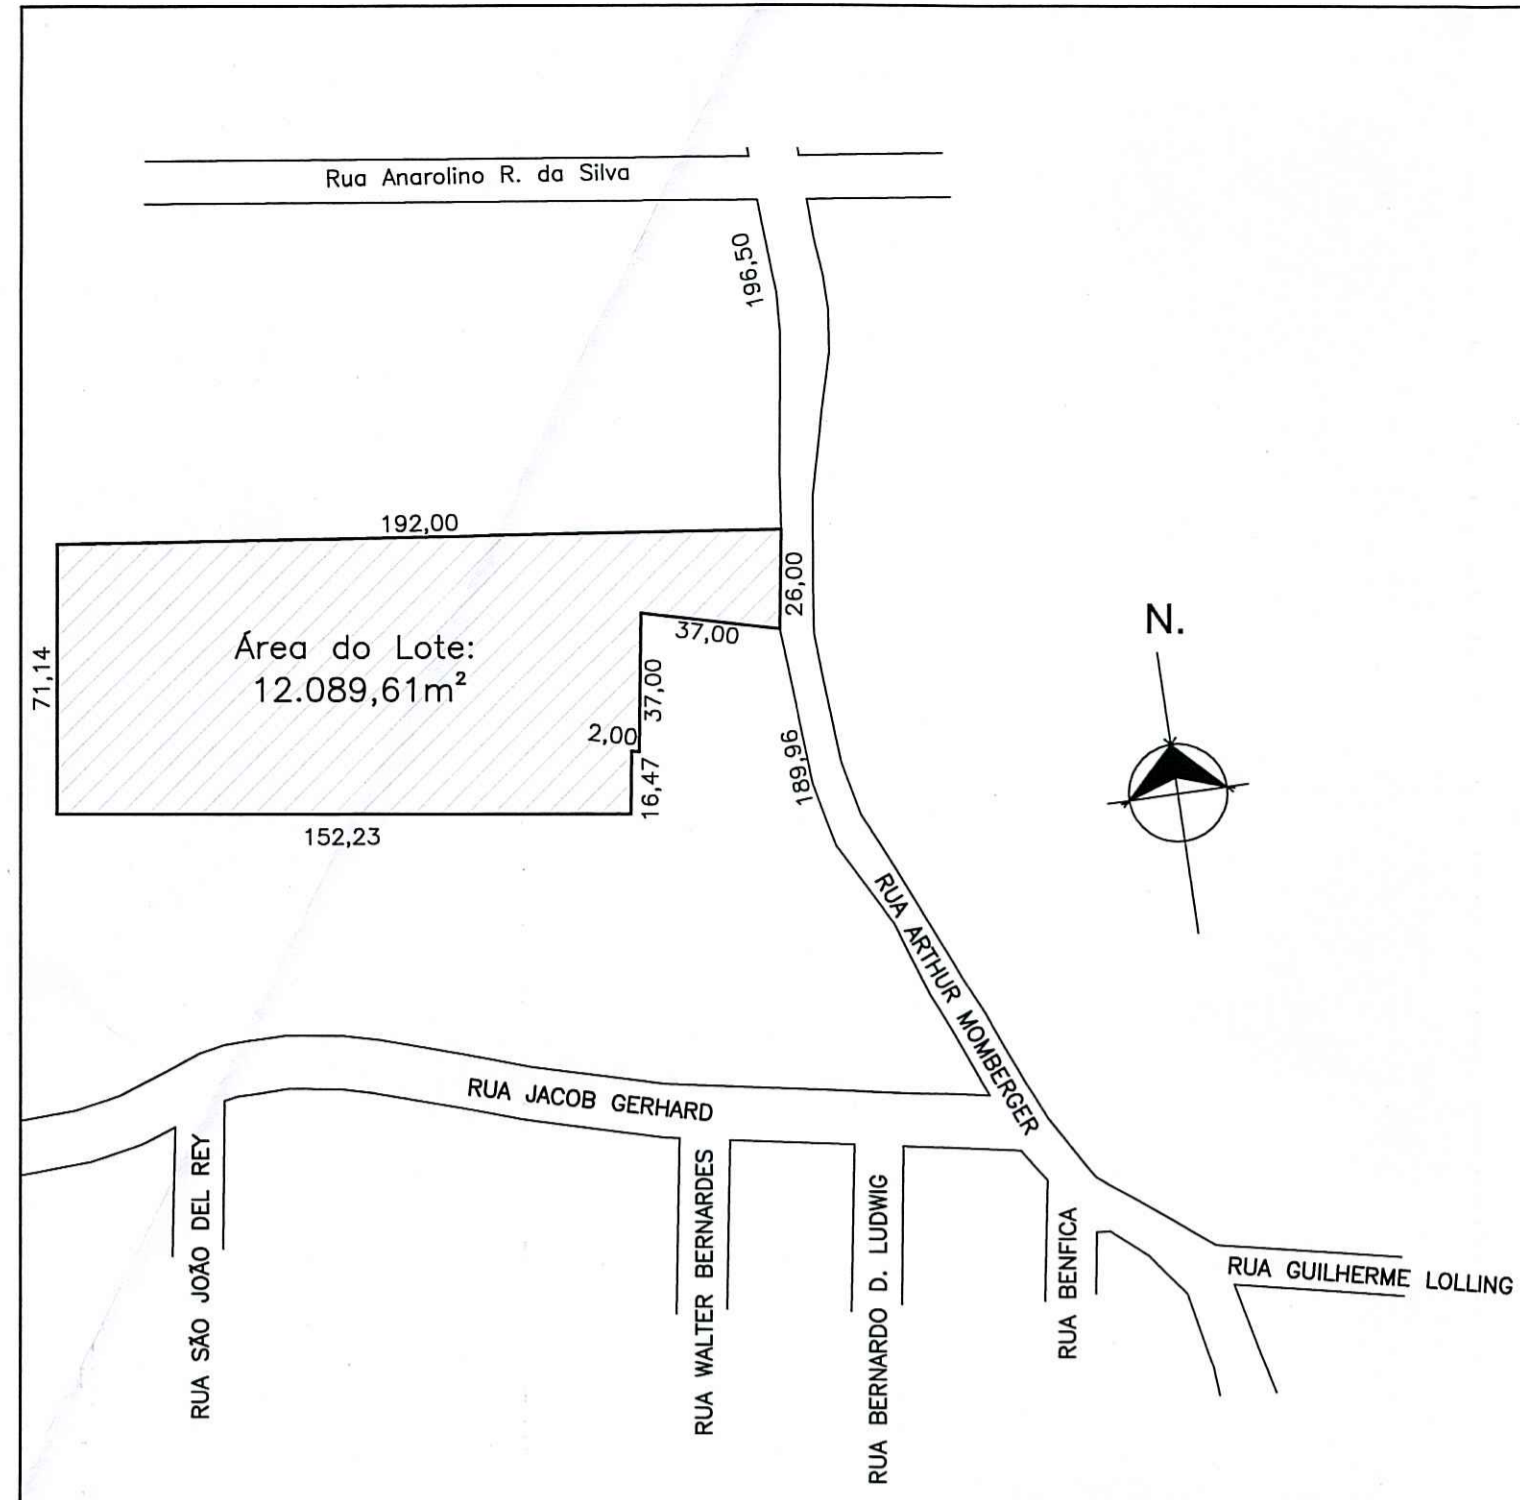 Rua Anarolino R. da Silva
196,50
192,00
26,00
37,00
Área do Lote:
12.089,61m²
71,14
37,00
2,00
16,47
152,23
189,96
N.
RUA ARTHUR MOMBERGER
RUA JACOB GERHARD
RUA SÃO JOÃO DEL REY
RUA WALTER BERNARDES
RUA BERNARDO D. LUDWIG
RUA BENFICA
RUA GUILHERME LOLLING